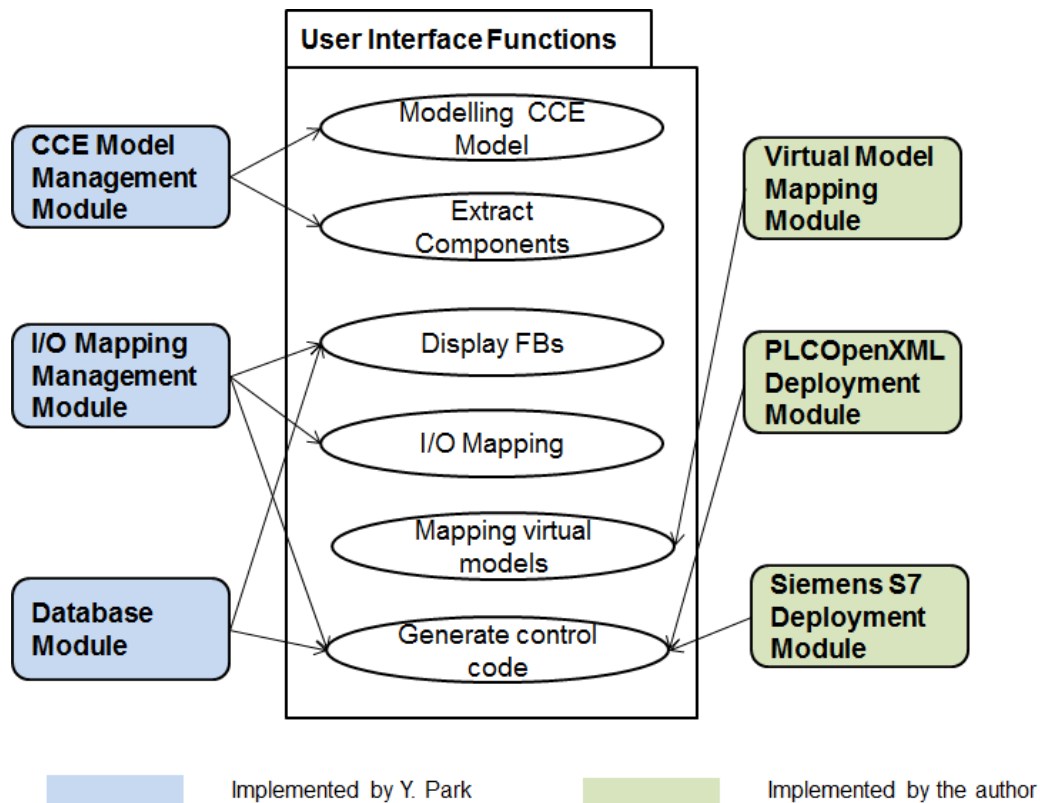 User Interface Functions
CCE Model
Management
Module
I/O Mapping
Management
Module
Database
Module
Modelling CCE
Model
Extract
Components
Display FBs
I/O Mapping
Mapping virtual
models
Generate control
code
Virtual Model
Mapping
Module
PLCOpenXML
Deployment
Module
Siemens S7
Deployment
Module
Implemented by Y. Park
Implemented by the author